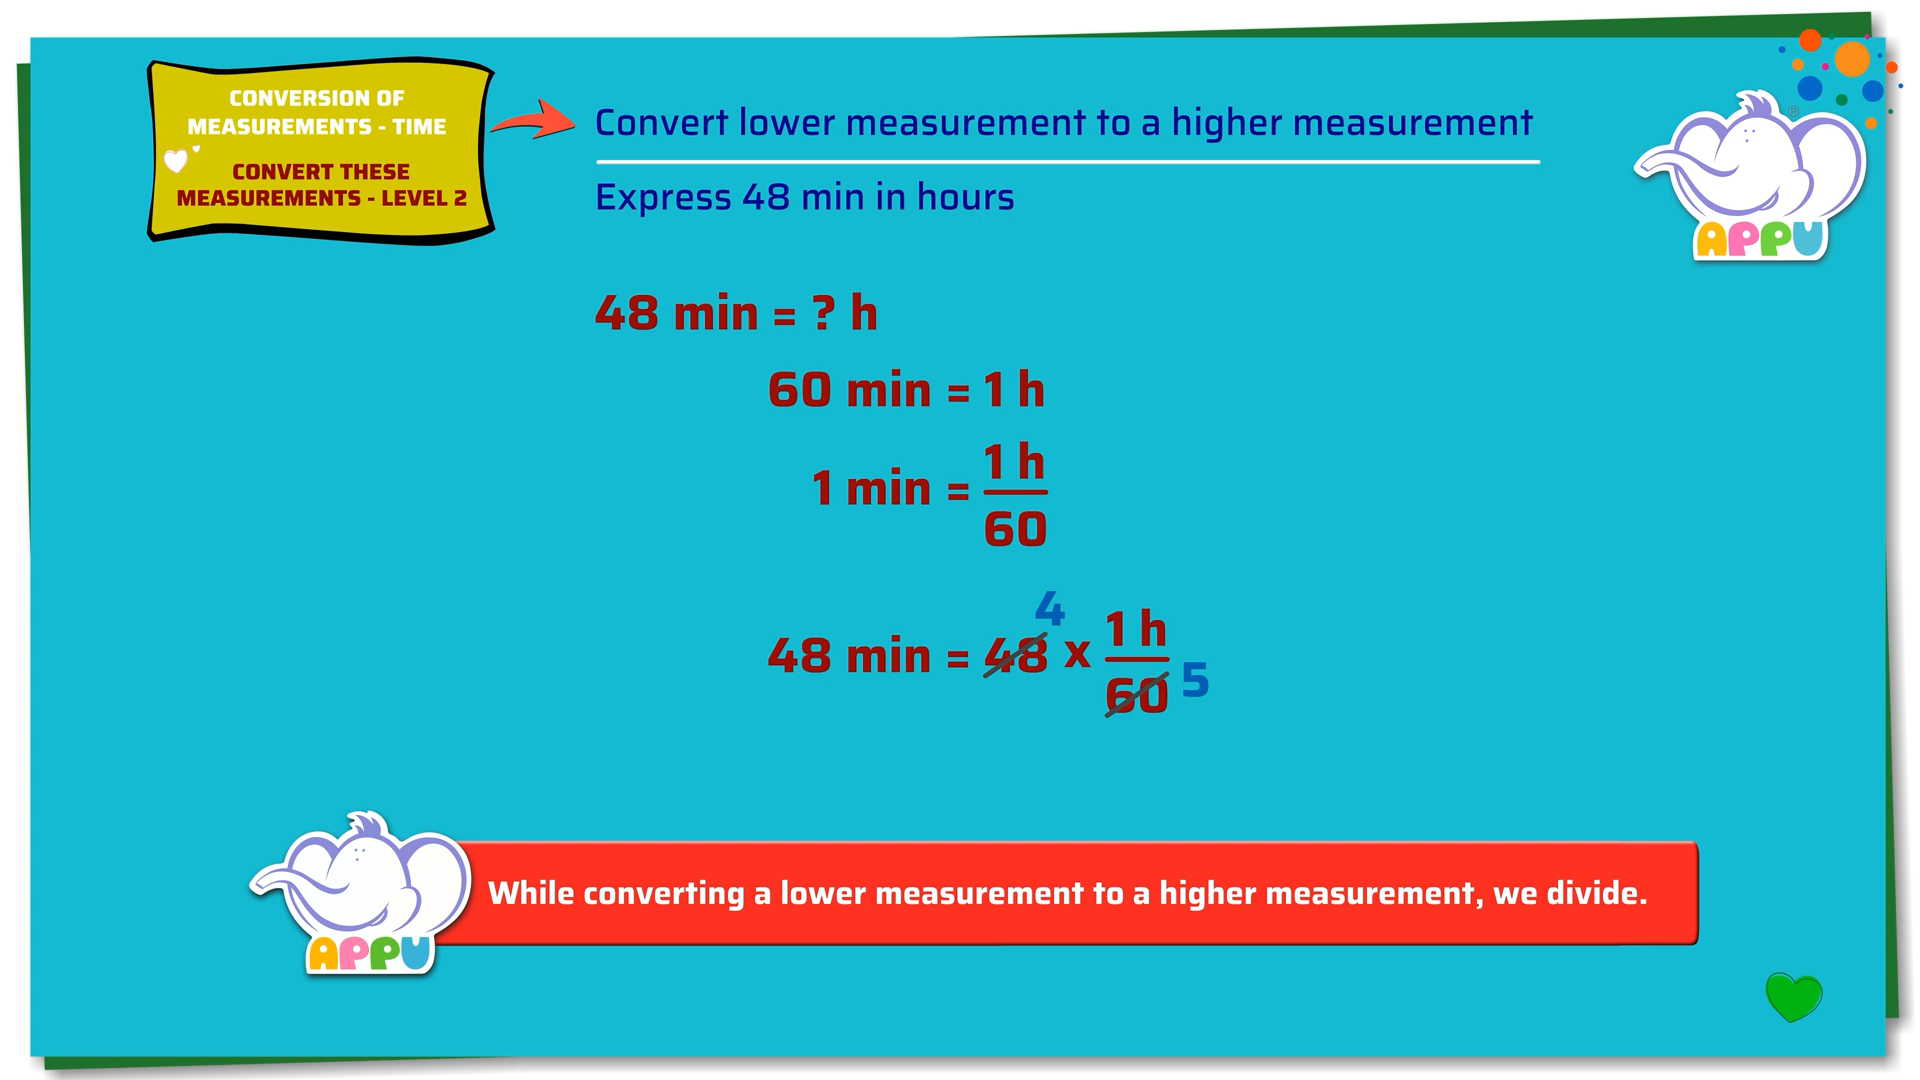 CONVERSION OF
MEASUREMENTS - TIME
CONVERT THESE
MEASUREMENTS - LEVEL 2
Convert lower measurement to a higher measurement
Express 48 min in hours
®
APPU
48 min = ? h
60 min = 1 h
1 min = 1 h
60
4
48 min = 48 x 1 h
60 5
While converting a lower measurement to a higher measurement, we divide.
APPU